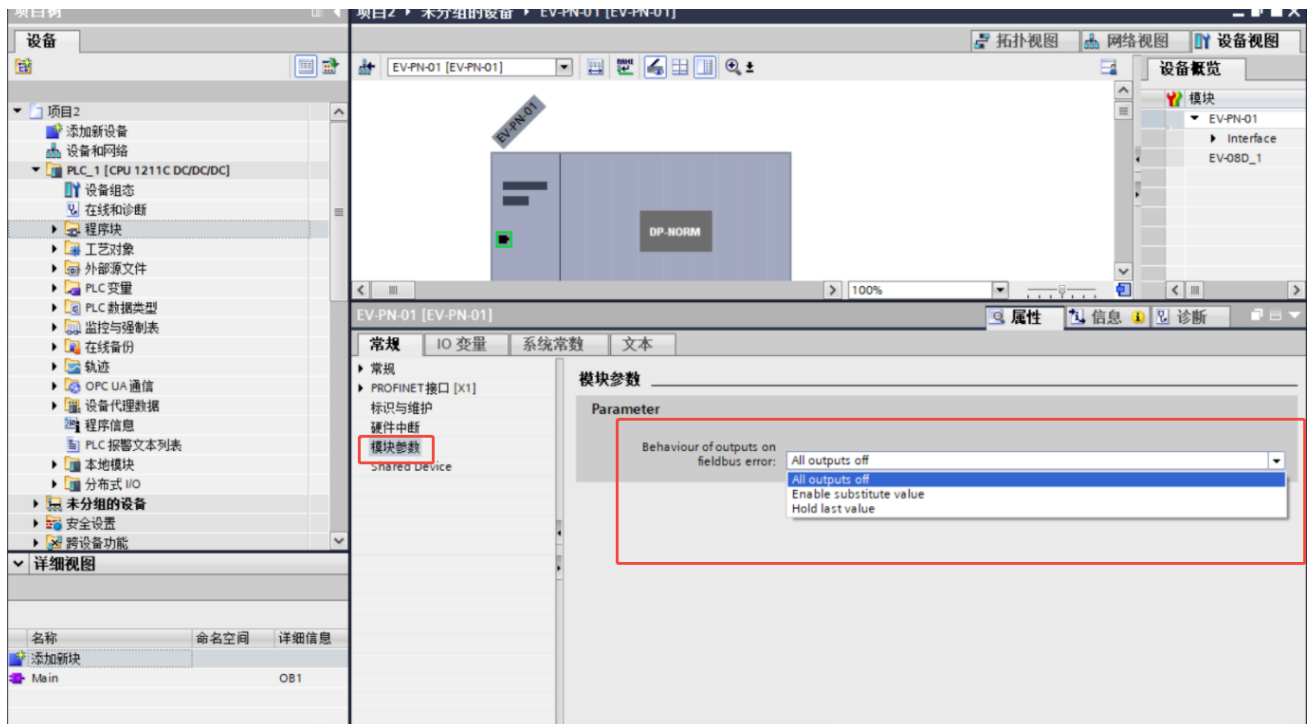 项目树
项目2 ▸ 未分组的设备 ▸ EV-PN-01 [EV-PN-01]
设备
拓扑视图
网络视图
设备视图
EV-PN-01 [EV-PN-01]
设备概览
项目2
添加新设备
设备和网络
PLC_1 [CPU 1211C DC/DC/DC]
设备组态
在线和诊断
程序块
工艺对象
外部源文件
PLC 变量
PLC 数据类型
监控与强制表
在线备份
轨迹
OPC UA 通信
设备代理数据
程序信息
PLC 报警文本列表
本地模块
分布式 I/O
未分组的设备
安全设置
跨设备功能
EV-PN-01
DP-NORM
100%
模块
EV-PN-01
Interface
EV-08D_1
EV-PN-01 [EV-PN-01]
属性
信息
诊断
常规
IO 变量
系统常数
文本
常规
PROFINET接口 [X1]
标识与维护
硬件中断
模块参数
Shared Device
模块参数
Parameter
Behaviour of outputs on
fieldbus error:
All outputs off
All outputs off
Enable substitute value
Hold last value
详细视图
名称 命名空间 详细信息
添加新块
Main OB1